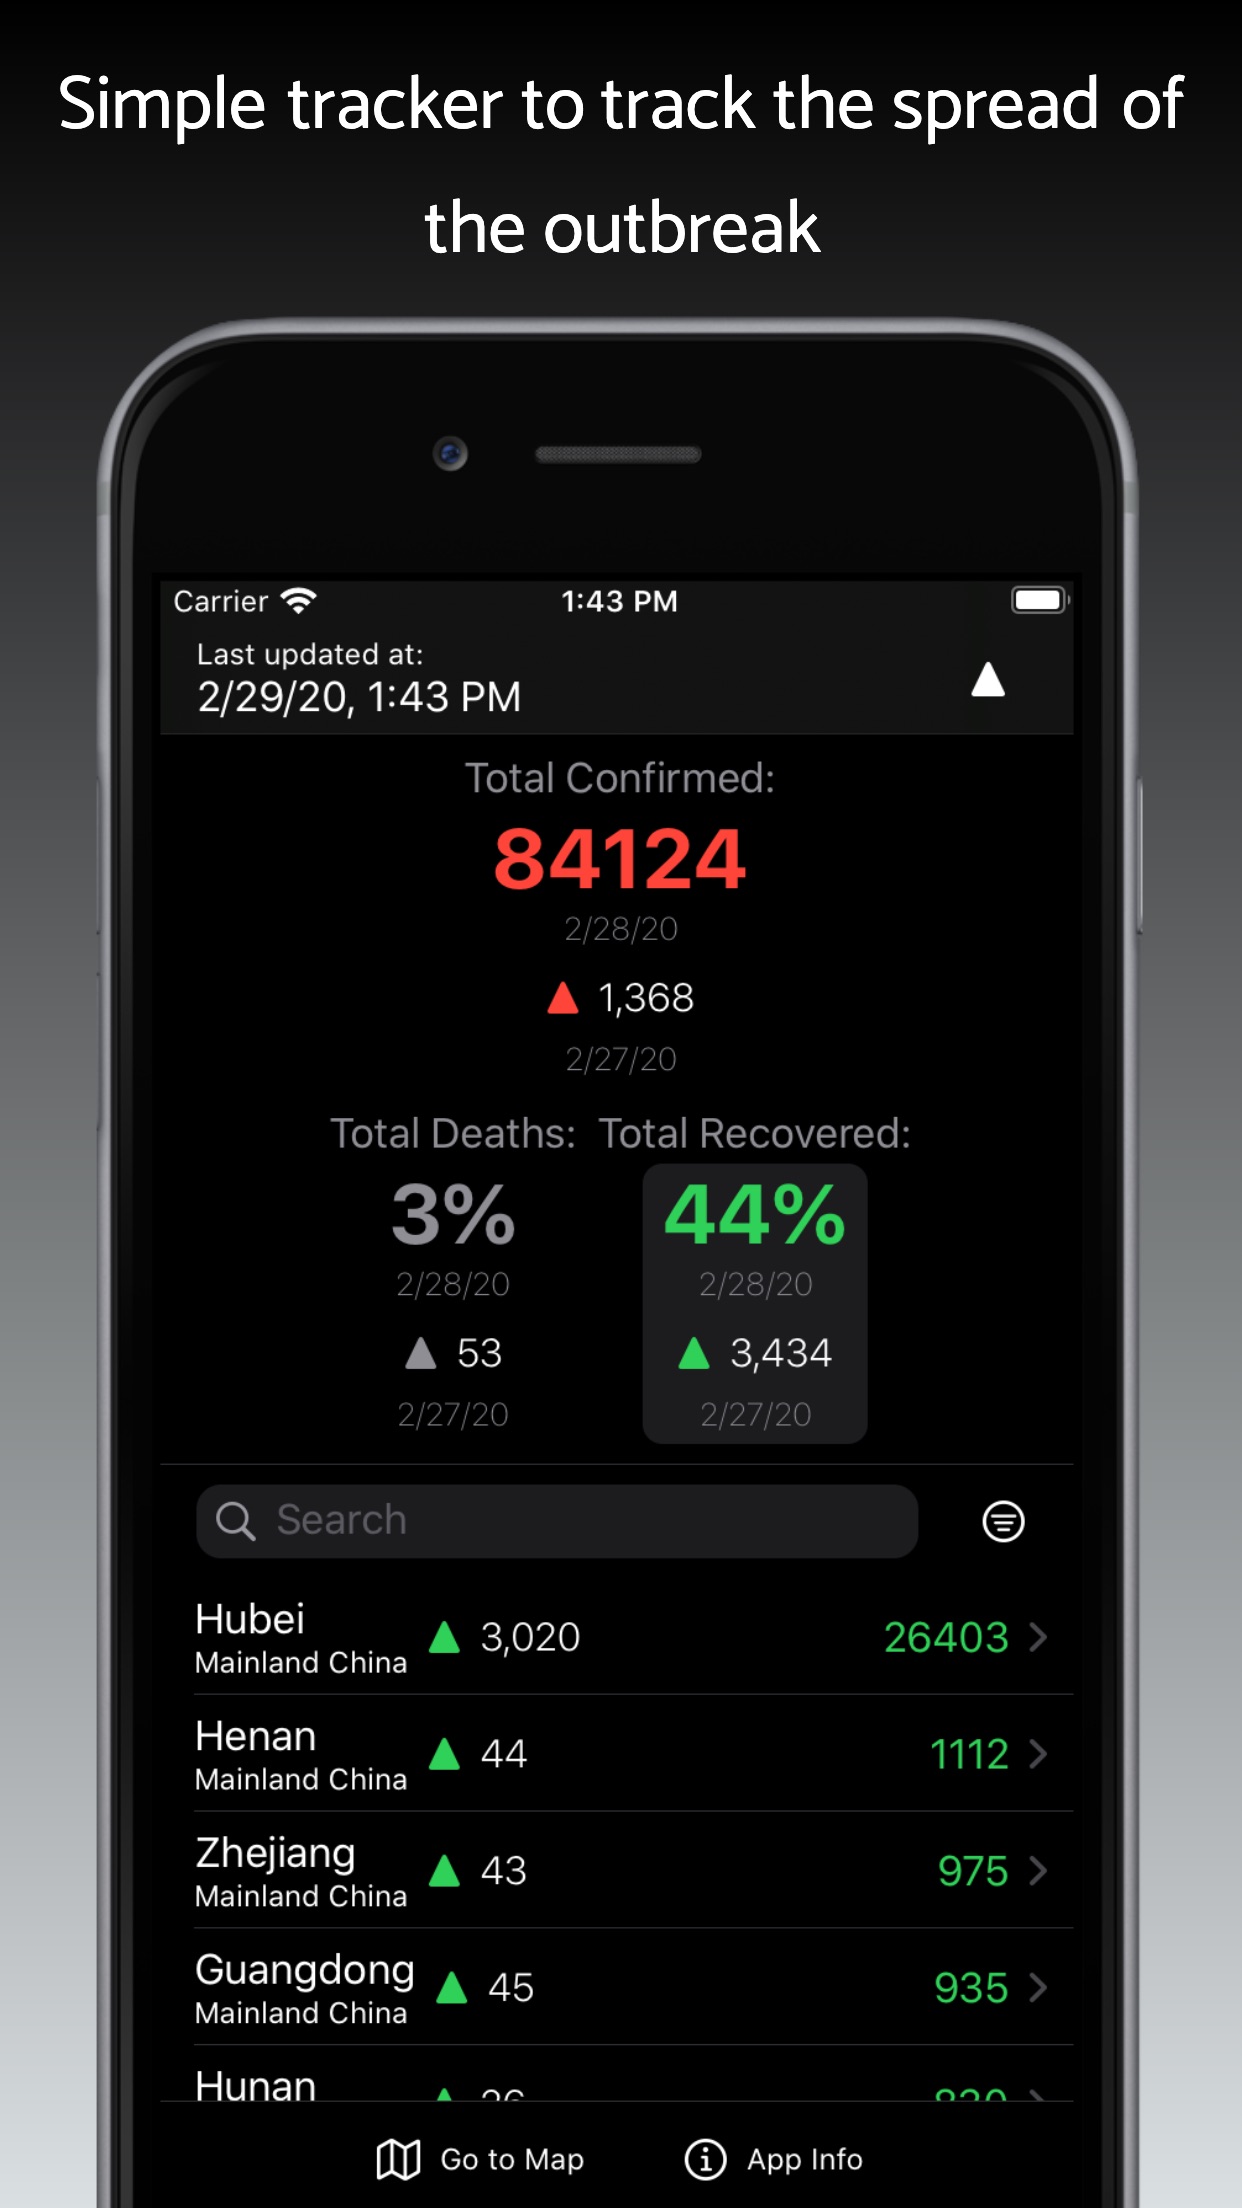 Simple tracker to track the spread of
the outbreak
Carrier 1:43 PM
Last updated at:
2/29/20, 1:43 PM
Total Confirmed:
84124
2/28/20
1,368
2/27/20
Total Deaths: Total Recovered:
3% 44%
2/28/20 2/28/20
53 3,434
2/27/20 2/27/20
Search
Hubei
Mainland China 3,020 26403
Henan
Mainland China 44 1112
Zhejiang
Mainland China 43 975
Guangdong
Mainland China 45 935
Hunan
Go to Map App Info